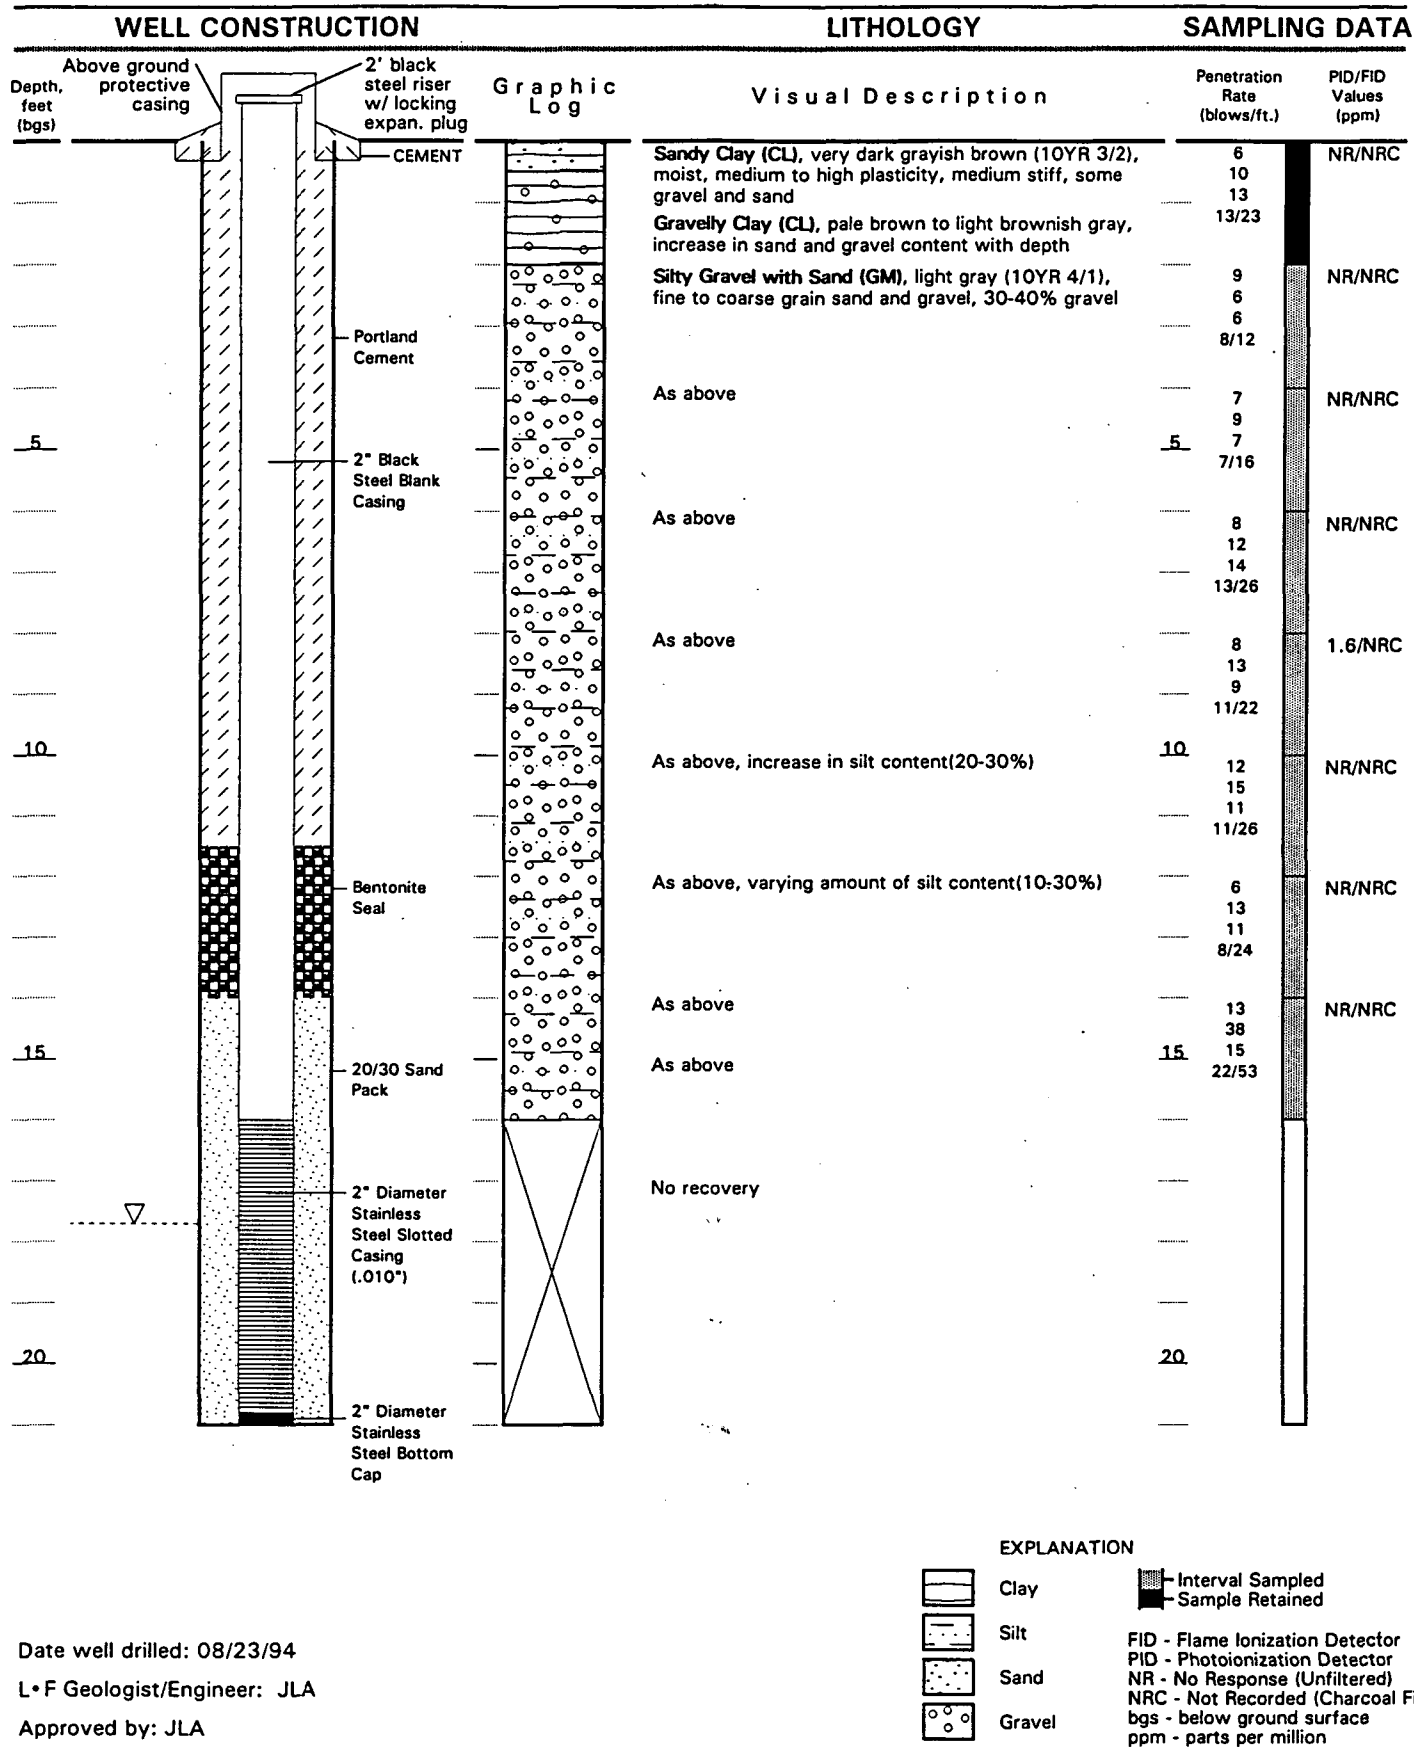 WELL CONSTRUCTION
LITHOLOGY
SAMPLING DATA
Depth,
feet
(bgs)
Above ground
protective
casing
2' black
steel riser
w/ locking
expan. plug
Graphic
Log
Visual Description
Penetration
Rate
(blows/ft.)
PID/FID
Values
(ppm)
CEMENT
Portland
Cement
2" Black
Steel Blank
Casing
Bentonite
Seal
20/30 Sand
Pack
2" Diameter
Stainless
Steel Slotted
Casing
(.010")
2" Diameter
Stainless
Steel Bottom
Cap
5
10
15
20
Sandy Clay (CL), very dark grayish brown (10YR 3/2),
moist, medium to high plasticity, medium stiff, some
gravel and sand
Gravelly Clay (CL), pale brown to light brownish gray,
increase in sand and gravel content with depth
Silty Gravel with Sand (GM), light gray (10YR 4/1),
fine to coarse grain sand and gravel, 30-40% gravel
As above
As above
As above
As above, increase in silt content(20-30%)
As above, varying amount of silt content(10-30%)
As above
As above
No recovery
5
10
15
20
6
10
13
13/23
NR/NRC
9
6
6
8/12
NR/NRC
7
9
7
7/16
NR/NRC
8
12
14
13/26
NR/NRC
8
13
9
11/22
1.6/NRC
12
15
11
11/26
NR/NRC
6
13
11
8/24
NR/NRC
13
38
15
22/53
NR/NRC
EXPLANATION
Clay
Silt
Sand
Gravel
Interval Sampled
Sample Retained
FID - Flame Ionization Detector
PID - Photoionization Detector
NR - No Response (Unfiltered)
NRC - Not Recorded (Charcoal Fi
bgs - below ground surface
ppm - parts per million
Date well drilled: 08/23/94
L•F Geologist/Engineer: JLA
Approved by: JLA